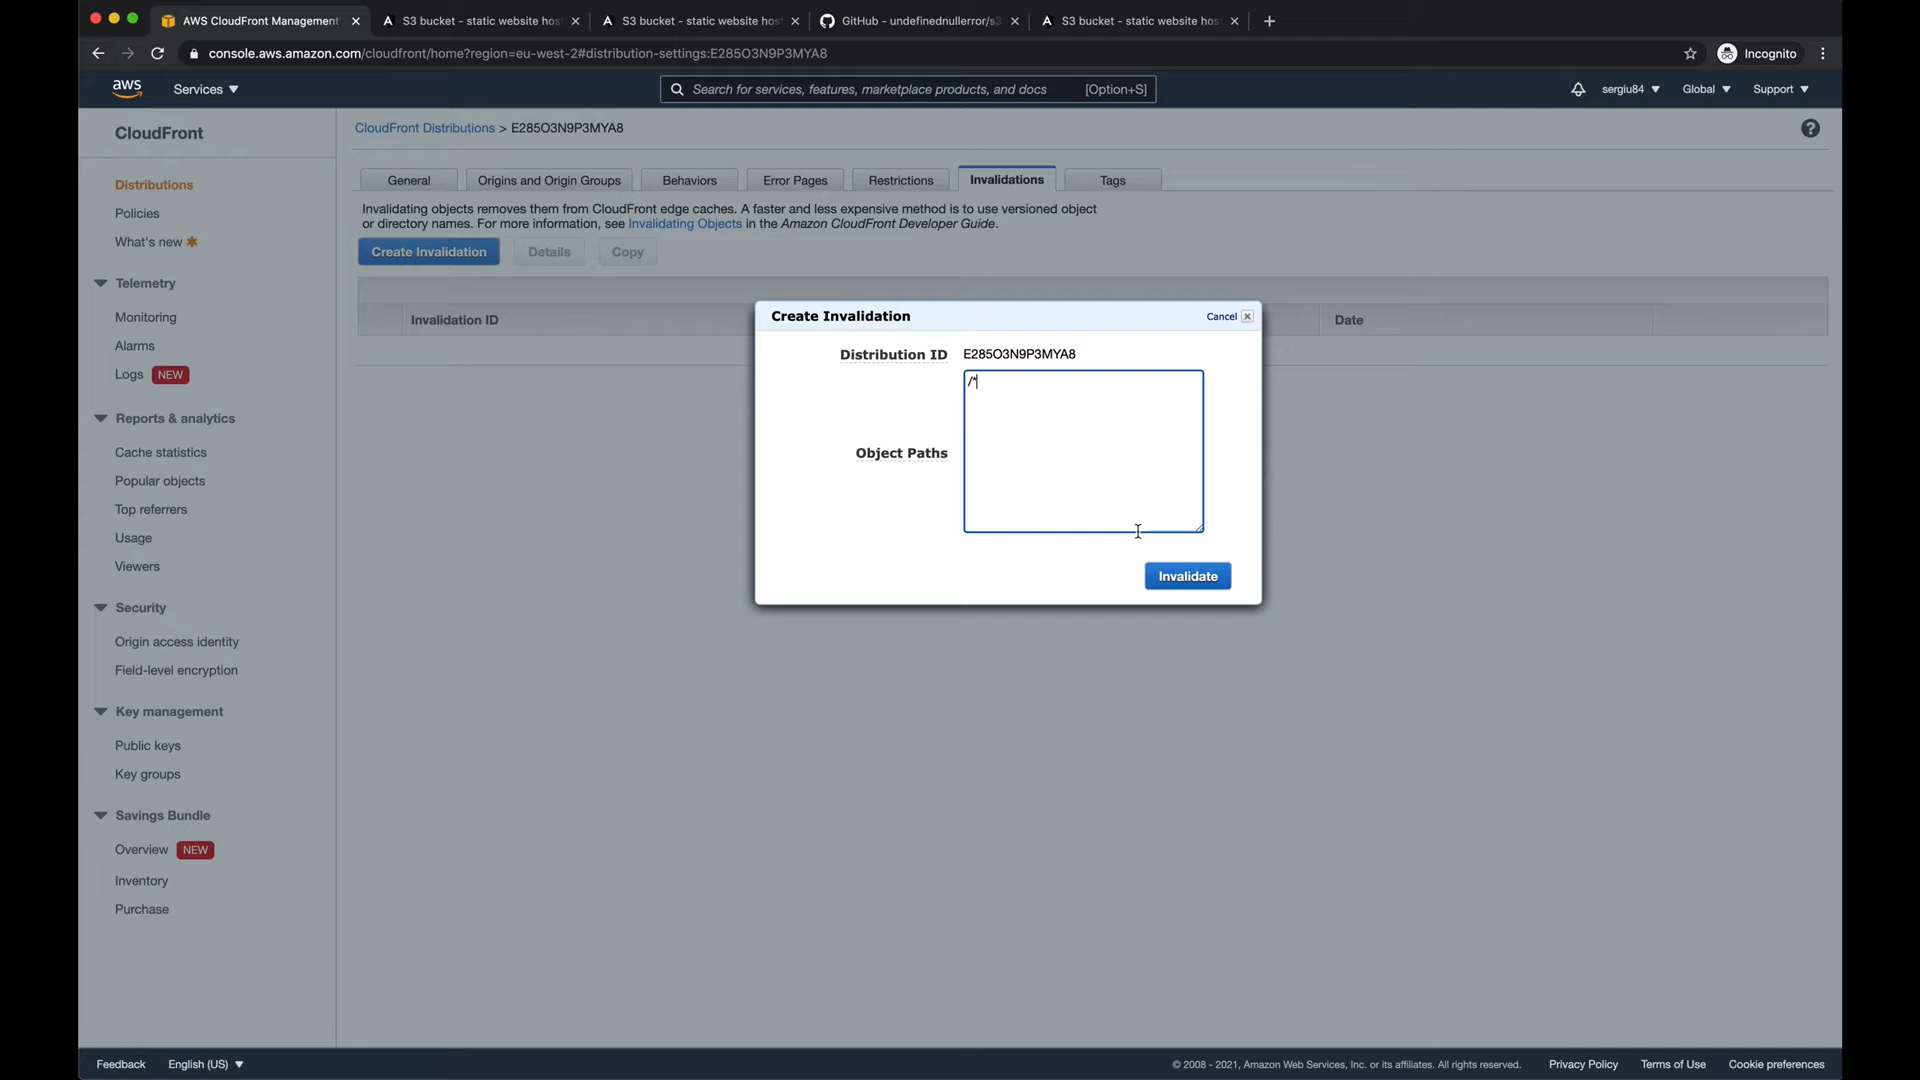 AWS CloudFront Management
S3 bucket - static website hos
S3 bucket - static website hos
GitHub - undefinednullerror/s3
S3 bucket - static website hos
console.aws.amazon.com/cloudfront/home?region=eu-west-2#distribution-settings:E285O3N9P3MYA8
Incognito
aws
Services
Search for services, features, marketplace products, and docs
[Option+S]
sergiu84
Global
Support
CloudFront
CloudFront Distributions > E285O3N9P3MYA8
Distributions
Policies
What's new
Telemetry
Monitoring
Alarms
Logs NEW
Reports & analytics
Cache statistics
Popular objects
Top referrers
Usage
Viewers
Security
Origin access identity
Field-level encryption
Key management
Public keys
Key groups
Savings Bundle
Overview NEW
Inventory
Purchase
General
Origins and Origin Groups
Behaviors
Error Pages
Restrictions
Invalidations
Tags
Invalidating objects removes them from CloudFront edge caches. A faster and less expensive method is to use versioned object
or directory names. For more information, see Invalidating Objects in the Amazon CloudFront Developer Guide.
Create Invalidation
Details
Copy
Invalidation ID
Date
Create Invalidation
Cancel
Distribution ID
E285O3N9P3MYA8
Object Paths
/*
Invalidate
Feedback
English (US)
© 2008 - 2021, Amazon Web Services, Inc. or its affiliates. All rights reserved.
Privacy Policy
Terms of Use
Cookie preferences